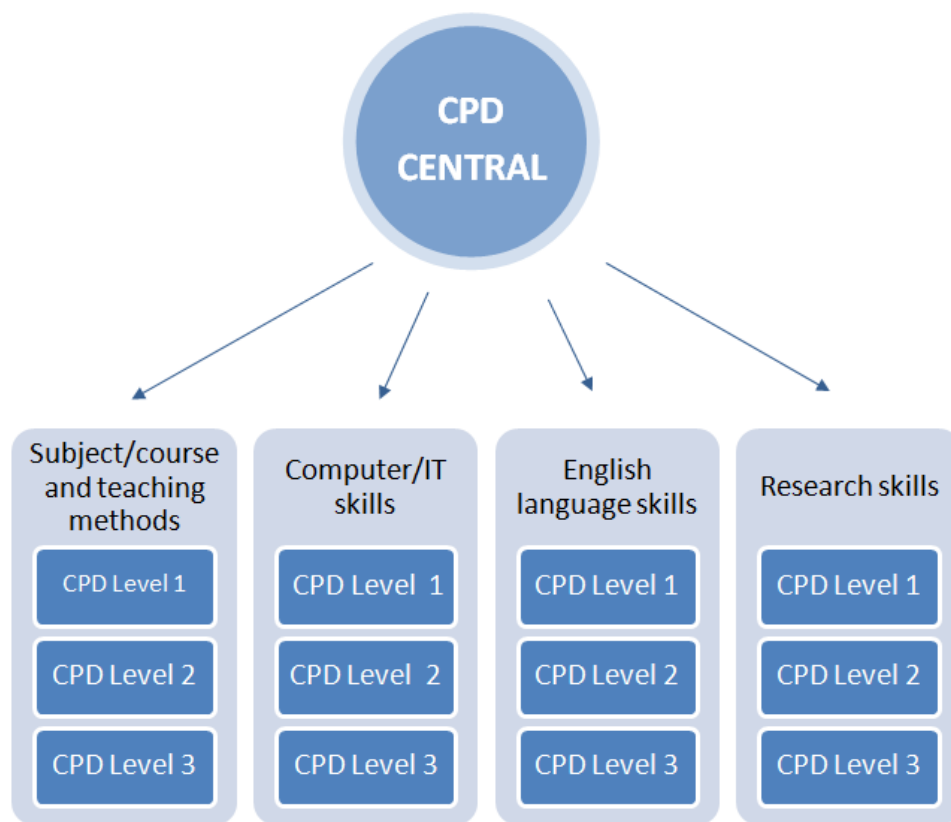 CPD
CENTRAL
Subject/course
and teaching
methods
CPD Level 1
CPD Level 2
CPD Level 3
Computer/IT
skills
CPD Level 1
CPD Level 2
CPD Level 3
English
language skills
CPD Level 1
CPD Level 2
CPD Level 3
Research skills
CPD Level 1
CPD Level 2
CPD Level 3